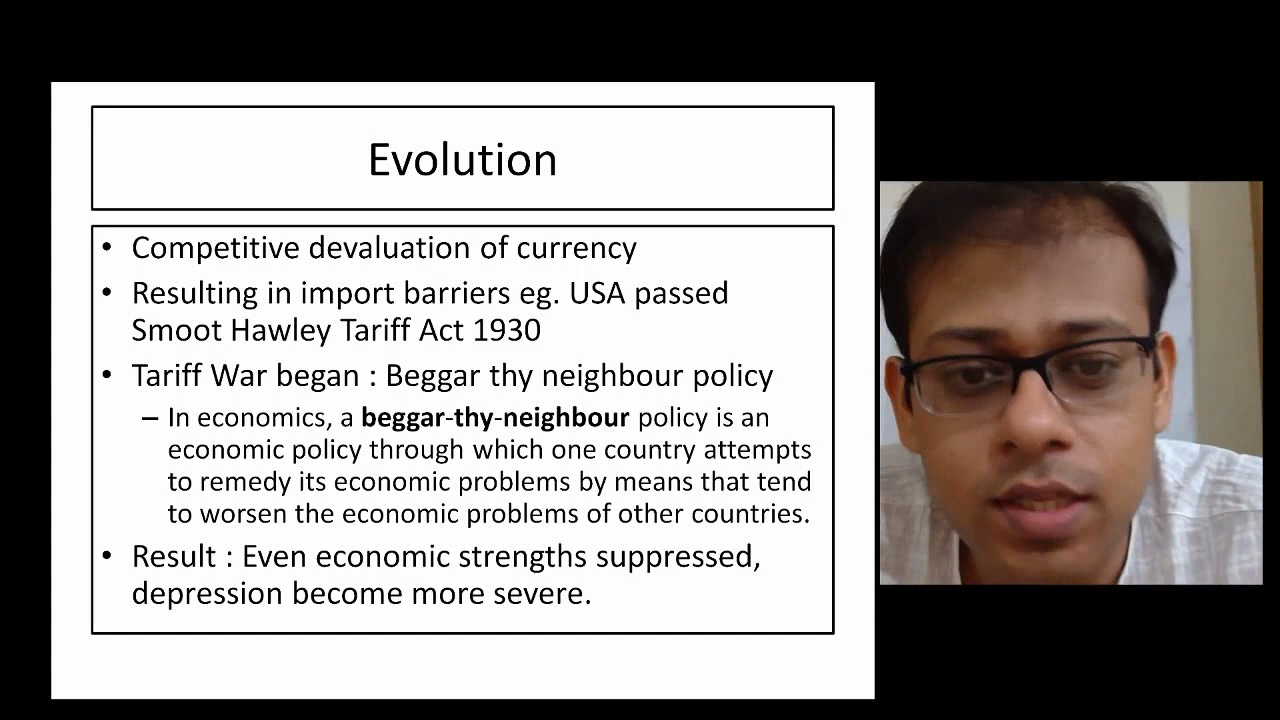 Evolution
• Competitive devaluation of currency
• Resulting in import barriers eg. USA passed
Smoot Hawley Tariff Act 1930
• Tariff War began : Beggar thy neighbour policy
– In economics, a beggar-thy-neighbour policy is an
economic policy through which one country attempts
to remedy its economic problems by means that tend
to worsen the economic problems of other countries.
• Result : Even economic strengths suppressed,
depression become more severe.